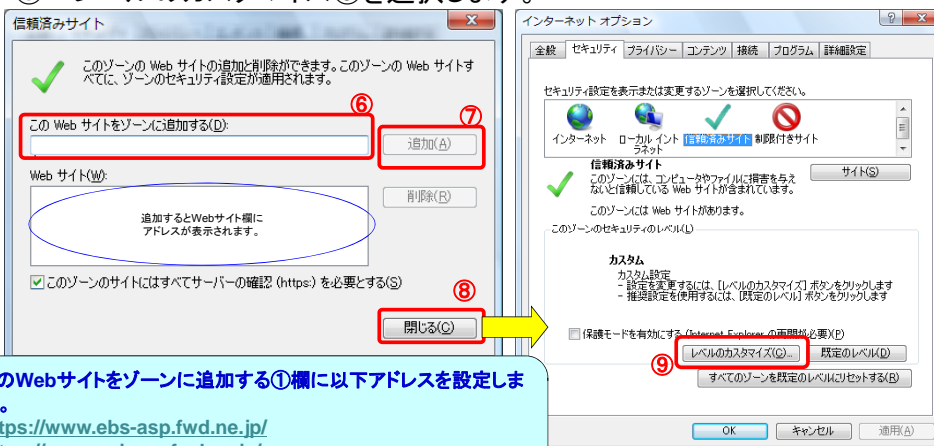 信頼済みサイト
このゾーンの Web サイトの追加と削除ができます。このゾーンの Web サイトす
べてに、ゾーンのセキュリティ設定が適用されます。
⑥
⑦
この Web サイトをゾーンに追加する(D):
追加(A)
Web サイト(W):
削除(R)
追加するとWebサイト欄に
アドレスが表示されます。
このゾーンのサイトにはすべてサーバーの確認 (https:) を必要とする(S)
⑧
閉じる(C)
インターネット オプション
全般 セキュリティ プライバシー コンテンツ 接続 プログラム 詳細設定
セキュリティ設定を表示または変更するゾーンを選択してください。
インターネット ローカル イント 信頼済みサイト 制限付きサイト
ラネット
信頼済みサイト
サイト(S)
このゾーンには、コンピュータやファイルに損害を与え
ないと信頼している Web サイトが含まれています。
このゾーンには Web サイトがあります。
このゾーンのセキュリティのレベル(L)
カスタム
カスタム設定
- 設定を変更するには、[レベルのカスタマイズ] ボタンをクリックします
- 推奨設定を使用するには、[既定のレベル] ボタンをクリックします
保護モードを有効にする (Internet Explorer の再開が必要)(P)
⑨
レベルのカスタマイズ(C)... 既定のレベル(D)
すべてのゾーンを既定のレベルにリセットする(R)
OK キャンセル 適用(A)
のWebサイトをゾーンに追加する①欄に以下アドレスを設定しま
。
tps://www.ebs-asp.fwd.ne.jp/